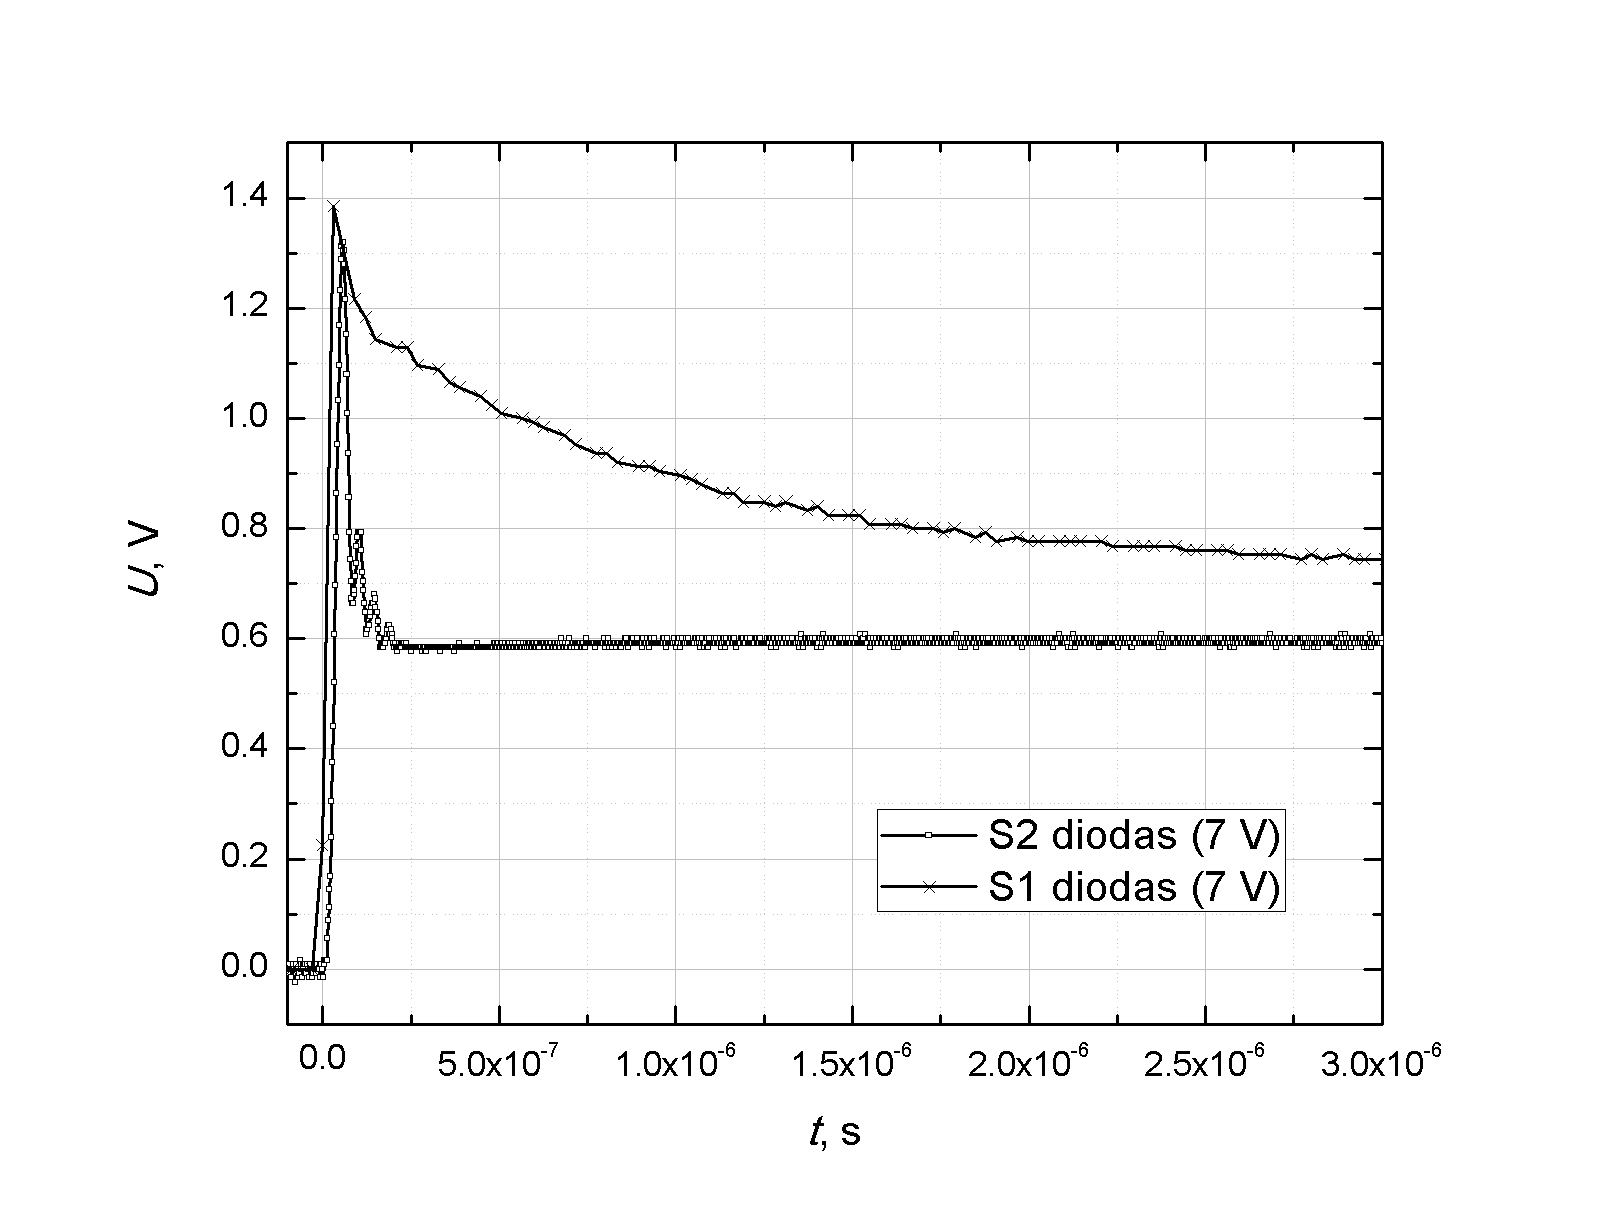 1.4
1.2
1.0
0.8
0.6
0.4
0.2
0.0
U, V
S2 diodas (7 V)
S1 diodas (7 V)
0.0 5.0x10⁻⁷ 1.0x10⁻⁶ 1.5x10⁻⁶ 2.0x10⁻⁶ 2.5x10⁻⁶ 3.0x10⁻⁶
t, s